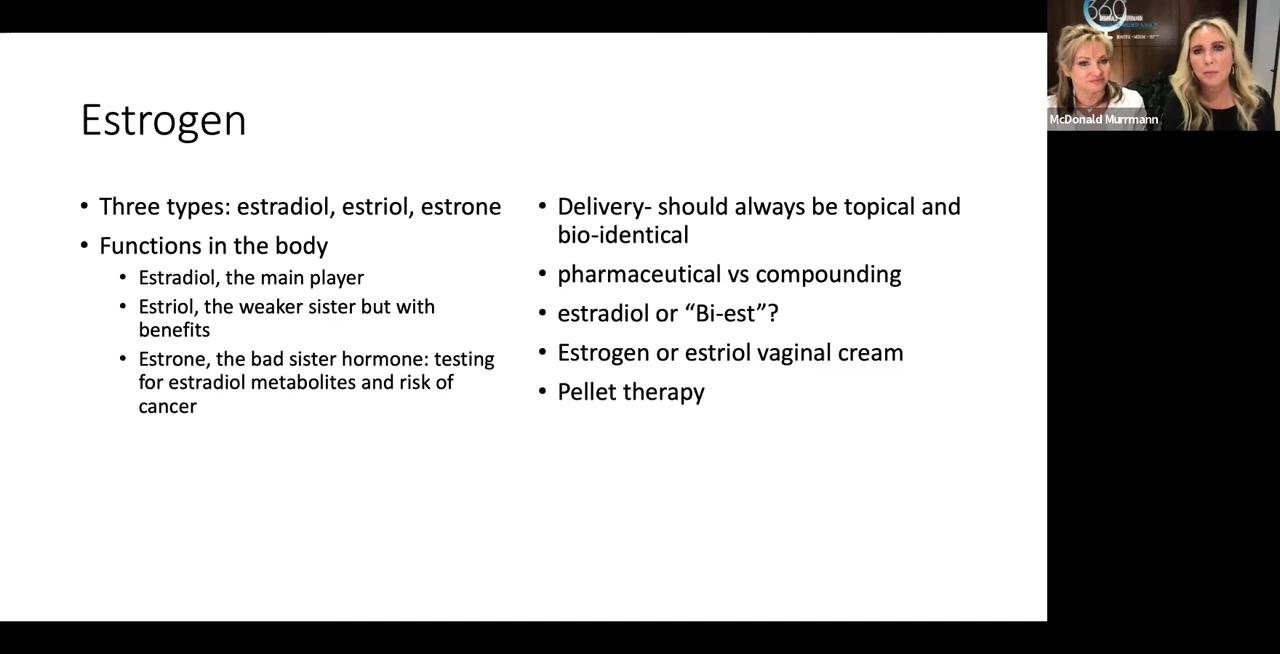 Estrogen
• Three types: estradiol, estriol, estrone
• Functions in the body
• Estradiol, the main player
• Estriol, the weaker sister but with
benefits
• Estrone, the bad sister hormone: testing
for estradiol metabolites and risk of
cancer
• Delivery- should always be topical and
bio-identical
• pharmaceutical vs compounding
• estradiol or “Bi-est”?
• Estrogen or estriol vaginal cream
• Pellet therapy
360
McDonald Murrmann